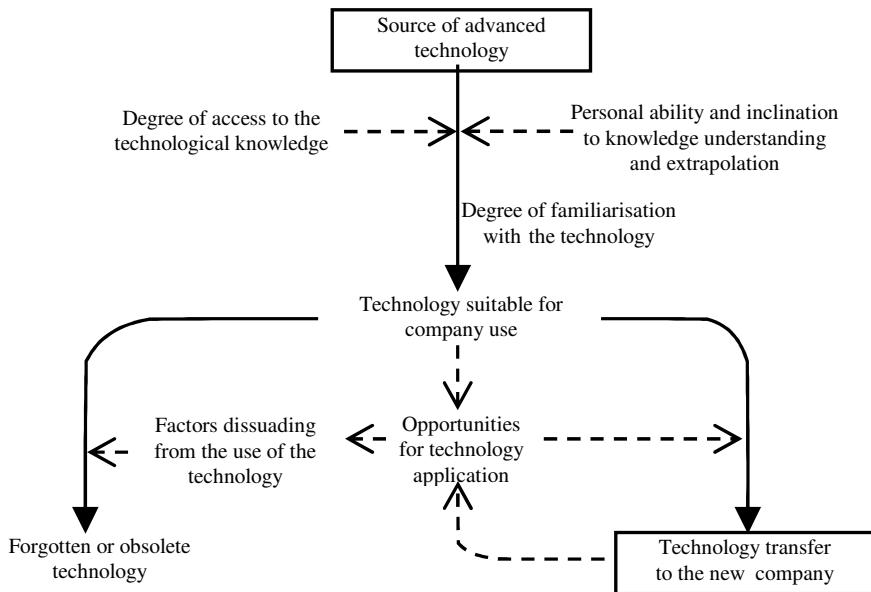 Source of advanced
technology
Degree of access to the
technological knowledge
Personal ability and inclination
to knowledge understanding
and extrapolation
Degree of familiarisation
with the technology
Technology suitable for
company use
Factors dissuading
from the use of the
technology
Opportunities
for technology
application
Forgotten or obsolete
technology
Technology transfer
to the new company